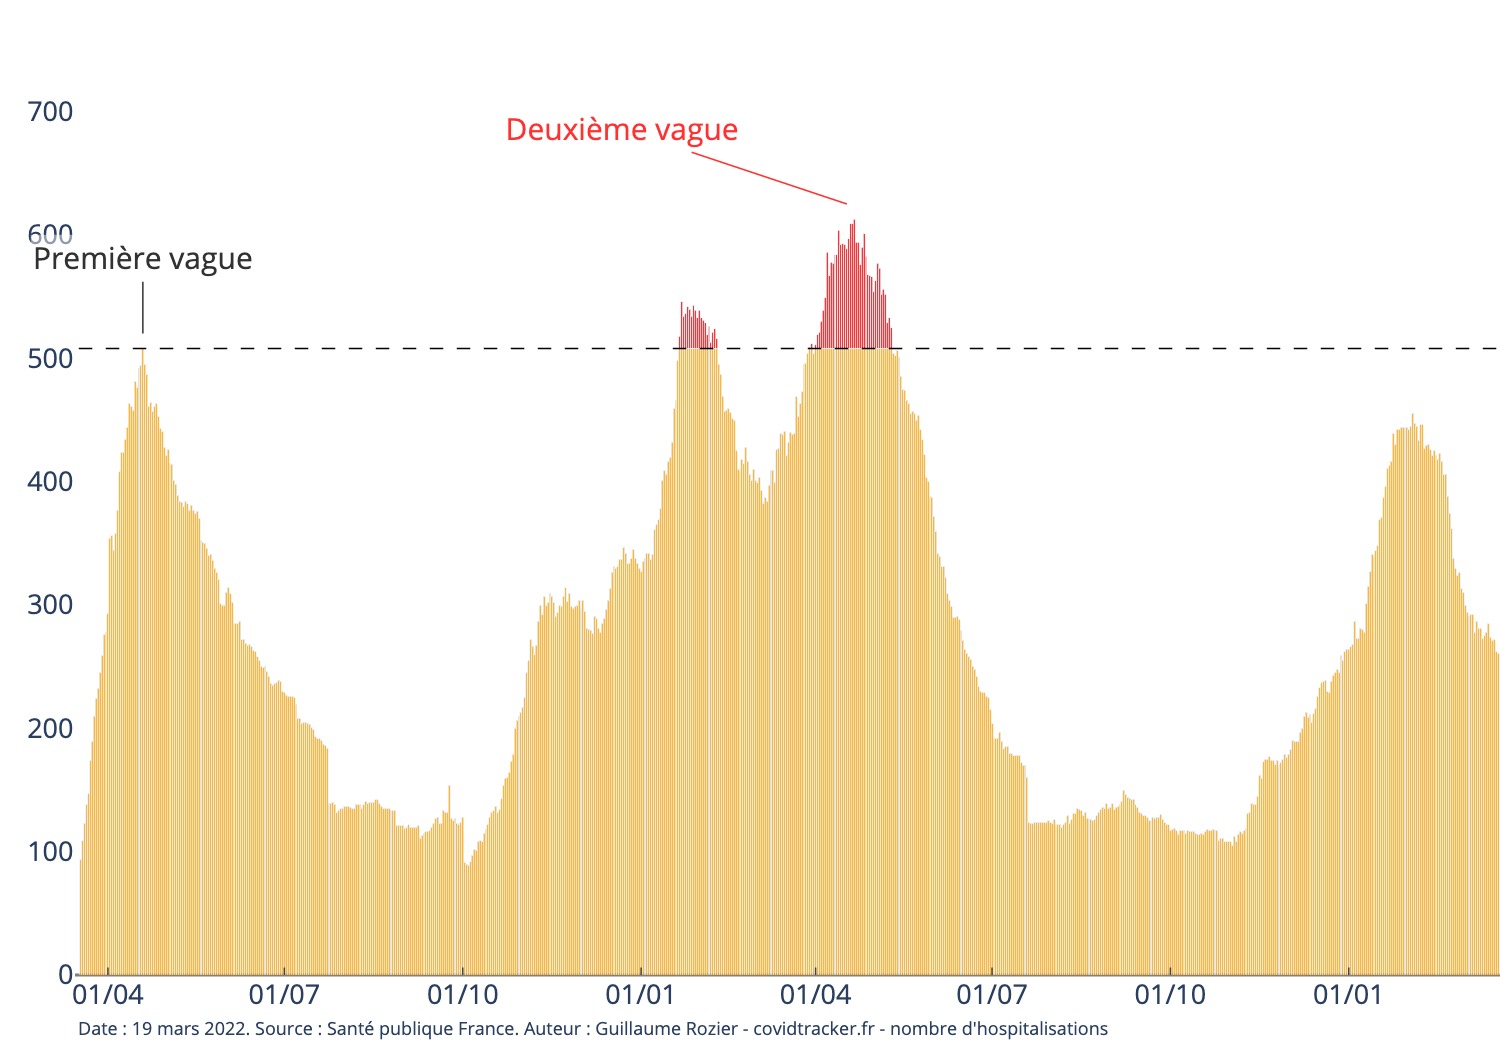 700
Deuxième vague
600
Première vague
500
400
300
200
100
0
01/04 01/07 01/10 01/01 01/04 01/07 01/10 01/01
Date : 19 mars 2022. Source : Santé publique France. Auteur : Guillaume Rozier - covidtracker.fr - nombre d'hospitalisations